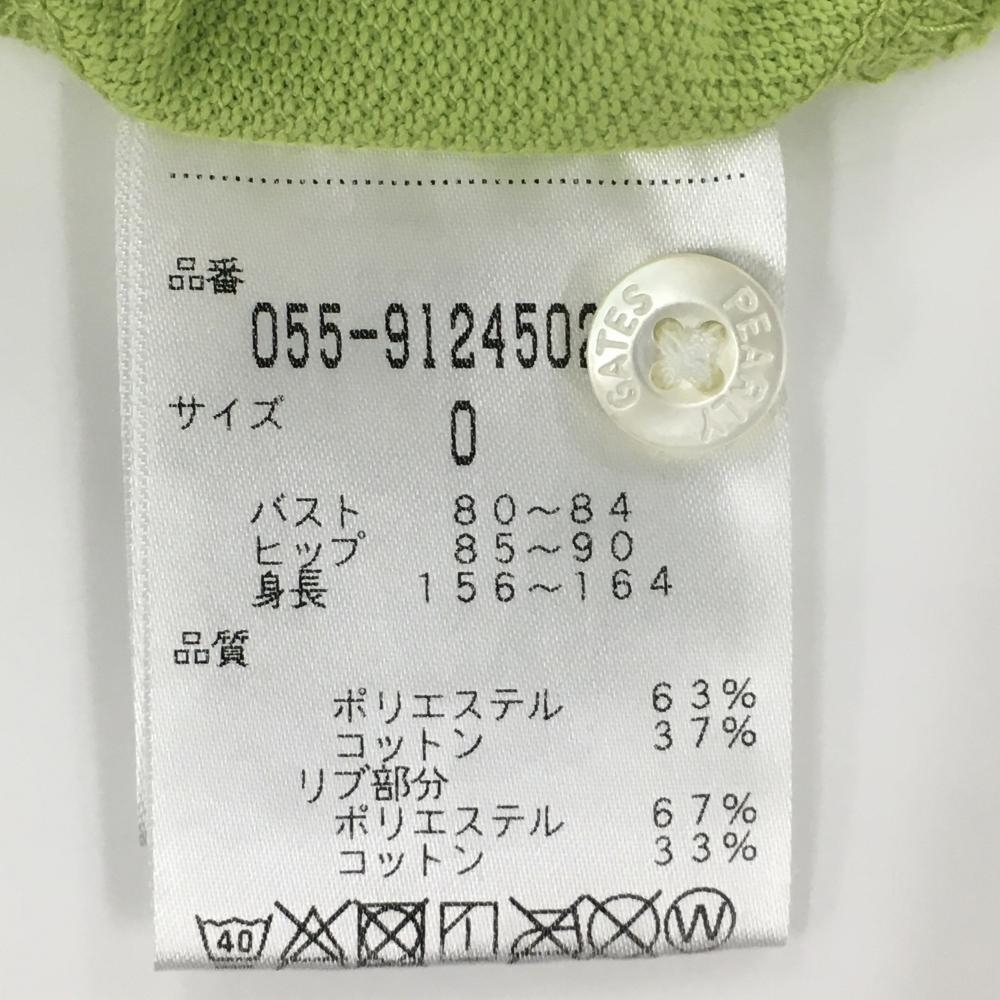 品番
055-9124502
PEARLY GATES
サイズ
0
バスト 80～84
ヒップ 85～90
身長 156～164
品質
ポリエステル 63%
コットン 37%
リブ部分
ポリエステル 67%
コットン 33%
40
W